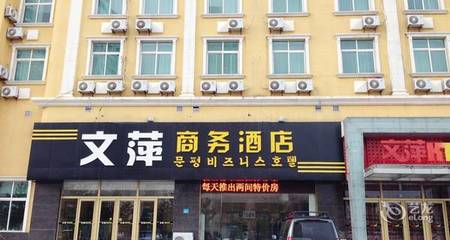 文萍
商务酒店
문평비즈니스호텔
每天推出两间特价房
文萍K
艺龙
eLong